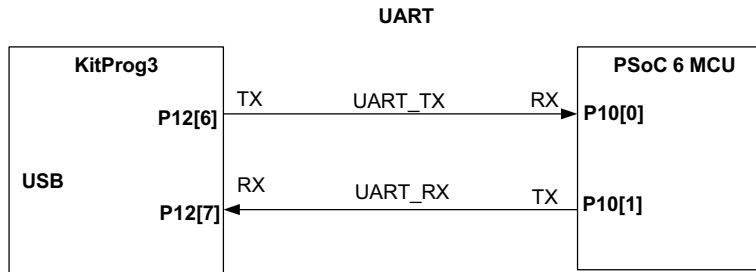 UART
KitProg3
PSoC 6 MCU
TX UART_TX RX
P12[6] P10[0]
USB
RX UART_RX TX
P12[7] P10[1]